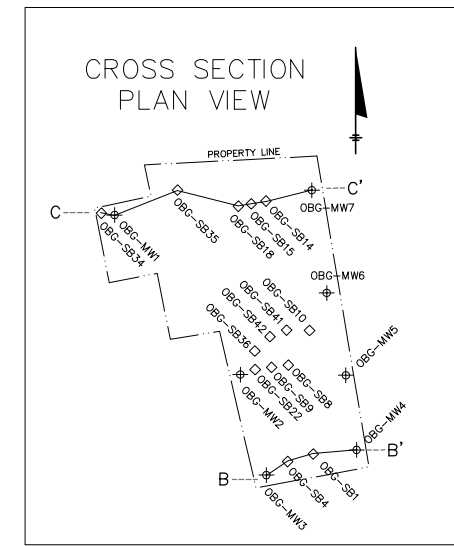 CROSS SECTION
PLAN VIEW
PROPERTY LINE
C
C'
OBG-SB34
OBG-MW1
OBG-SB35
OBG-SB18
OBG-SB15
OBG-SB14
OBG-MW7
OBG-MW6
OBG-SB10
OBG-SB41
OBG-SB42
OBG-SB36
OBG-MW5
OBG-SB8
OBG-SB9
OBG-SB22
OBG-MW2
OBG-MW4
B
B'
OBG-MW3
OBG-SB4
OBG-SB1